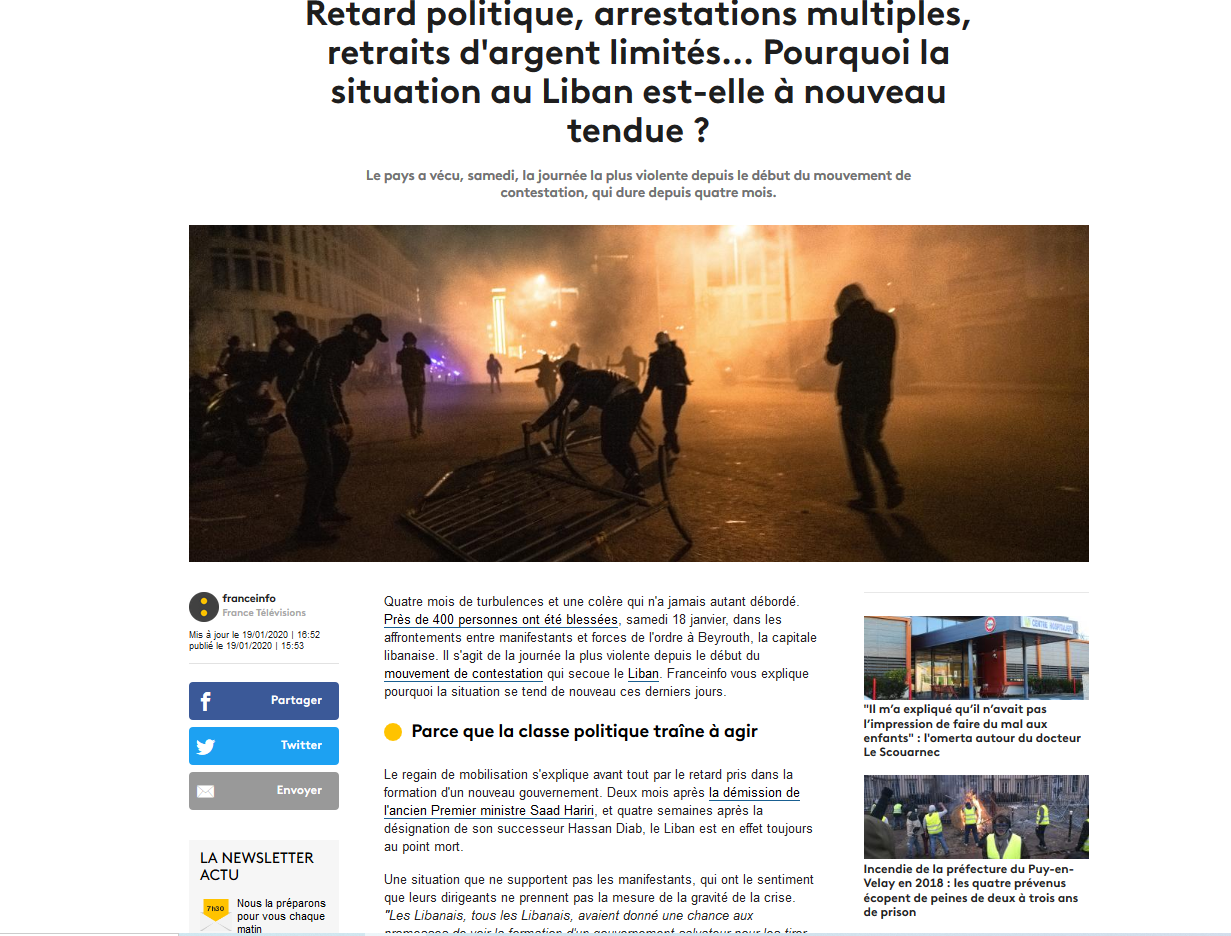 Retard politique, arrestations multiples,
retraits d'argent limités... Pourquoi la
situation au Liban est-elle à nouveau
tendue ?
Le pays a vécu, samedi, la journée la plus violente depuis le début du mouvement de
contestation, qui dure depuis quatre mois.
franceinfo
France Télévisions
Mis à jour le 19/01/2020 | 16:52
publié le 19/01/2020 | 15:53
Partager
Twitter
Envoyer
LA NEWSLETTER
ACTU
7h30
Nous la préparons
pour vous chaque
matin
Quatre mois de turbulences et une colère qui n'a jamais autant débordé.
Près de 400 personnes ont été blessées, samedi 18 janvier, dans les
affrontements entre manifestants et forces de l'ordre à Beyrouth, la capitale
libanaise. Il s'agit de la journée la plus violente depuis le début du
mouvement de contestation qui secoue le Liban. Franceinfo vous explique
pourquoi la situation se tend de nouveau ces derniers jours.
Parce que la classe politique traîne à agir
Le regain de mobilisation s'explique avant tout par le retard pris dans la
formation d'un nouveau gouvernement. Deux mois après la démission de
l'ancien Premier ministre Saad Hariri, et quatre semaines après la
désignation de son successeur Hassan Diab, le Liban est en effet toujours
au point mort.
Une situation que ne supportent pas les manifestants, qui ont le sentiment
que leurs dirigeants ne prennent pas la mesure de la gravité de la crise.
"Les Libanais, tous les Libanais, avaient donné une chance aux
promesses de voir la formation d'un gouvernement salvateur pour les tirer
CENTRE HOSPITALIER
"Il m'a expliqué qu'il n'avait pas
l'impression de faire du mal aux
enfants" : l'omerta autour du docteur
Le Scouarnec
Incendie de la préfecture du Puy-en-
Velay en 2018 : les quatre prévenus
écopent de peines de deux à trois ans
de prison